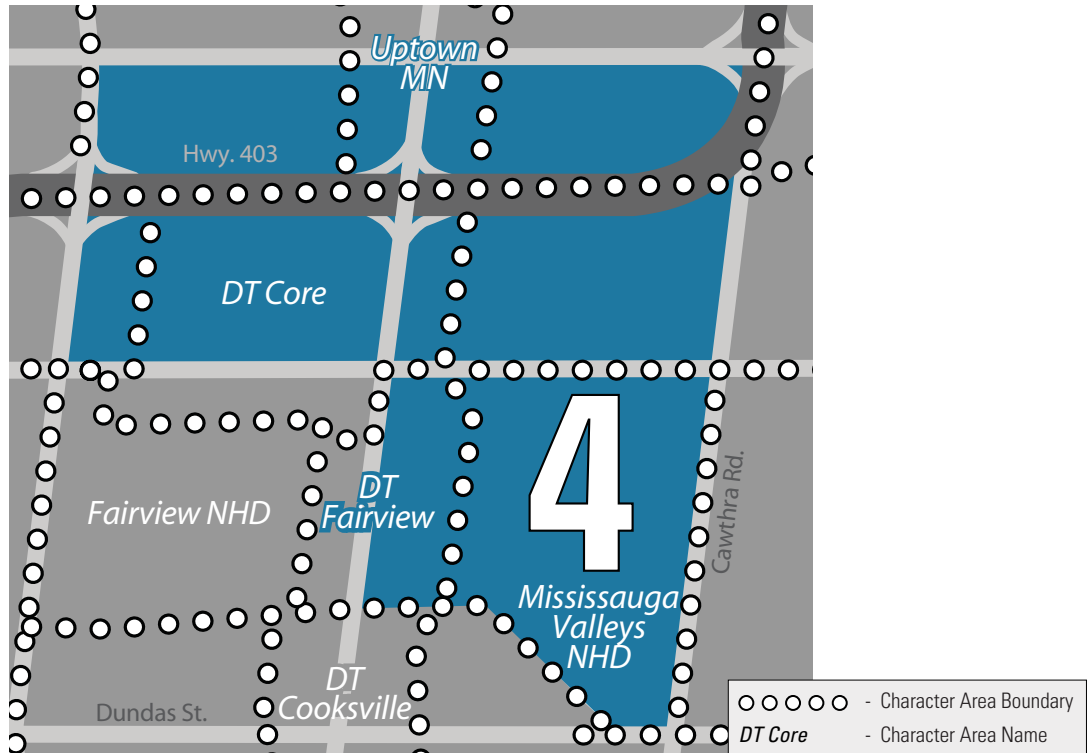 Uptown
MN
Hwy. 403
DT Core
4
DT
Fairview
Fairview NHD
Cawthra Rd.
Mississauga
Valleys
NHD
DT
Cooksville
Dundas St.
- Character Area Boundary
DT Core - Character Area Name